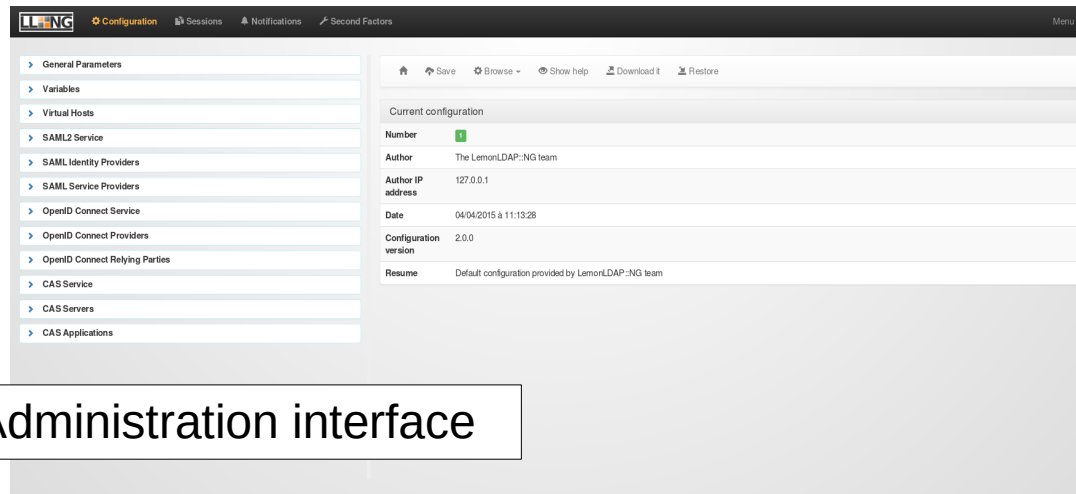 LL::NG Configuration Sessions Notifications Second Factors Menu
General Parameters
Variables
Virtual Hosts
SAML2 Service
SAML Identity Providers
SAML Service Providers
OpenID Connect Service
OpenID Connect Providers
OpenID Connect Relying Parties
CAS Service
CAS Servers
CAS Applications
Save Browse Show help Download it Restore
Current configuration
Number 1
Author The LemonLDAP::NG team
Author IP address 127.0.0.1
Date 04/04/2015 à 11:13:28
Configuration version 2.0.0
Resume Default configuration provided by LemonLDAP::NG team
Administration interface